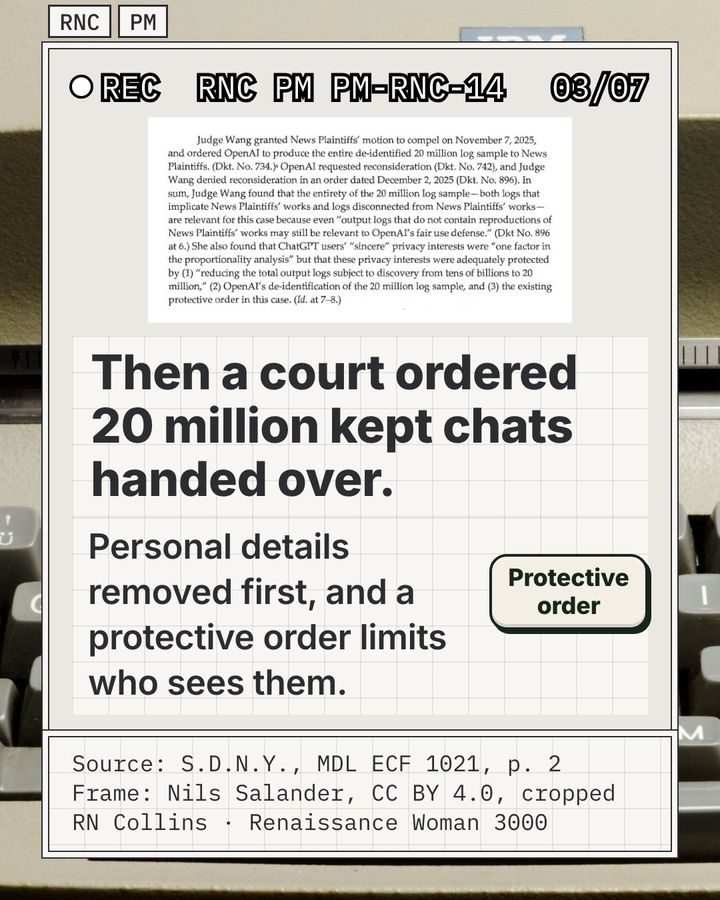 RNC PM
REC RNC PM PM-RNC-14 03/07
Judge Wang granted News Plaintiffs' motion to compel on November 7, 2025,
and ordered OpenAI to produce the entire de-identified 20 million log sample to News
Plaintiffs. (Dkt. No. 734.) OpenAI requested reconsideration (Dkt. No. 742), and Judge
Wang denied reconsideration in an order dated December 2, 2025 (Dkt. No. 896). In
sum, Judge Wang found that the entirety of the 20 million log sample—both logs that
implicate News Plaintiffs' works and logs disconnected from News Plaintiffs' works—
are relevant for this case because even "output logs that do not contain reproductions of
News Plaintiffs' works may still be relevant to OpenAI's fair use defense." (Dkt No. 896
at 6.) She also found that ChatGPT users' "sincere" privacy interests were "one factor in
the proportionality analysis" but that these privacy interests were adequately protected
by (1) "reducing the total output logs subject to discovery from tens of billions to 20
million," (2) OpenAI's de-identification of the 20 million log sample, and (3) the existing
protective order in this case. (Id. at 7–8.)
Then a court ordered
20 million kept chats
handed over.
Personal details
removed first, and a
protective order limits
who sees them.
Protective
order
Source: S.D.N.Y., MDL ECF 1021, p. 2
Frame: Nils Salander, CC BY 4.0, cropped
RN Collins · Renaissance Woman 3000